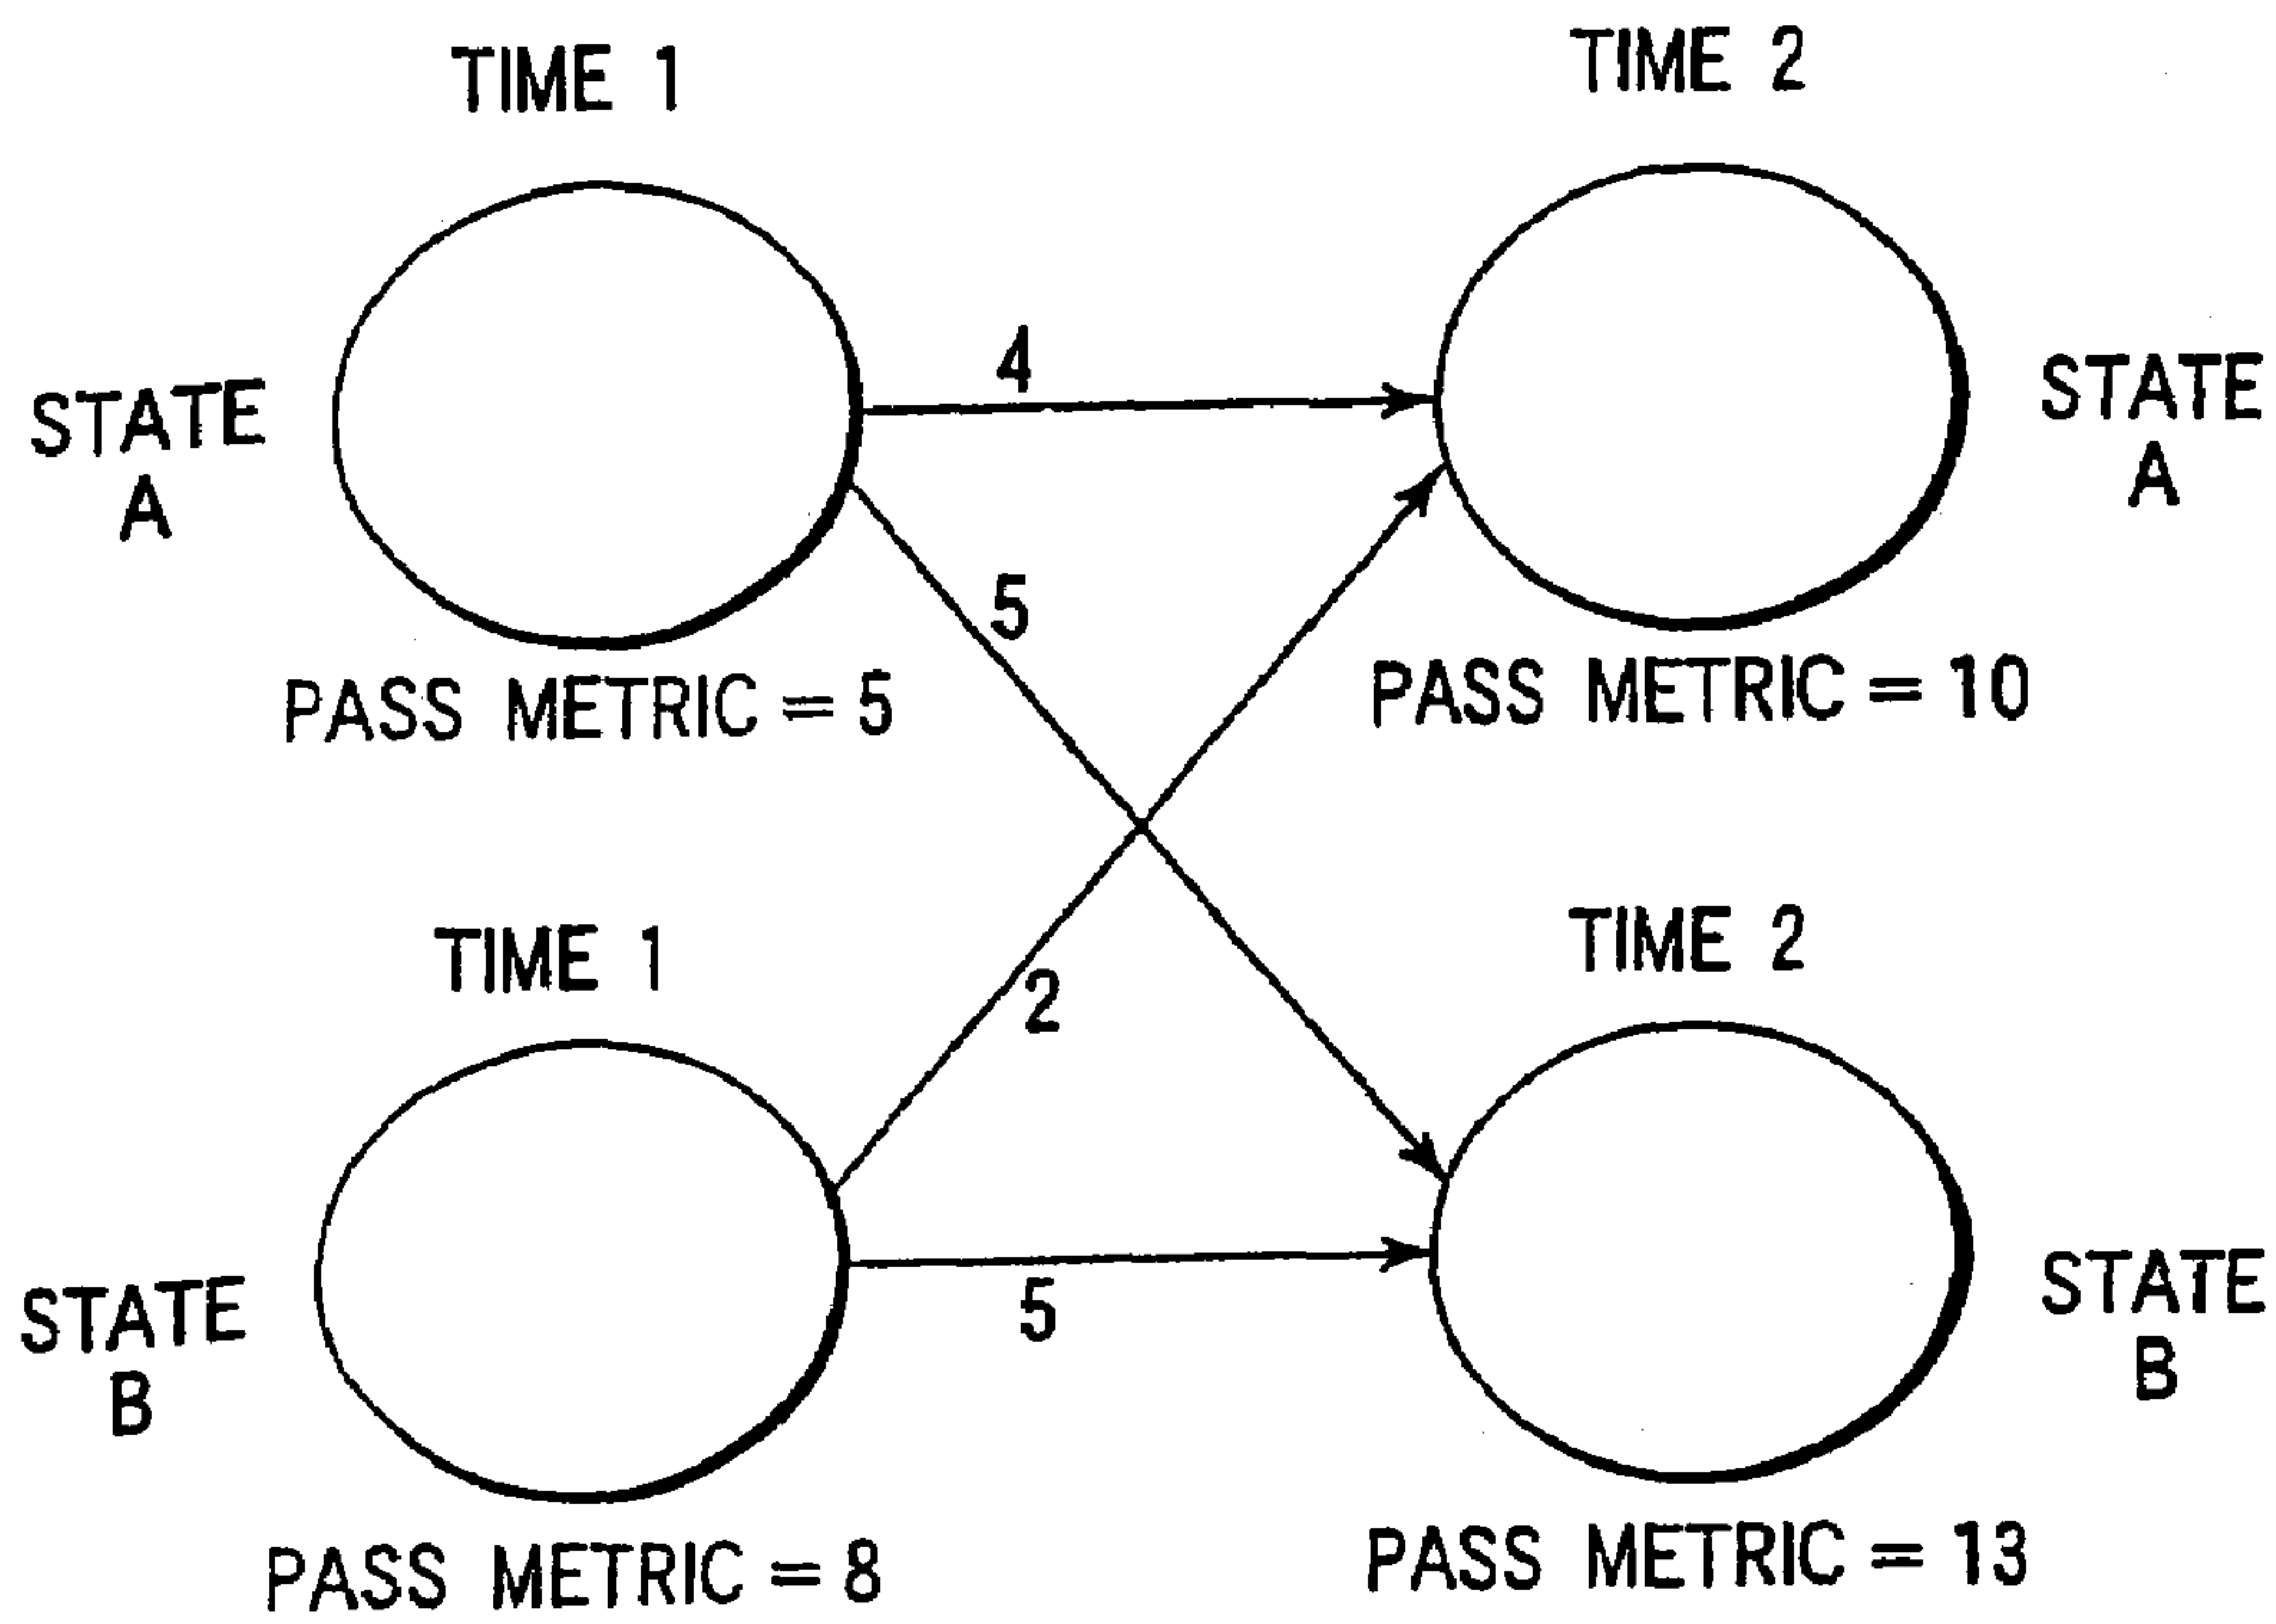 TIME 1
TIME 2
STATE
A
4
STATE
A
5
PASS METRIC = 5
PASS METRIC = 10
TIME 1
TIME 2
2
STATE
B
5
STATE
B
PASS METRIC = 8
PASS METRIC = 13